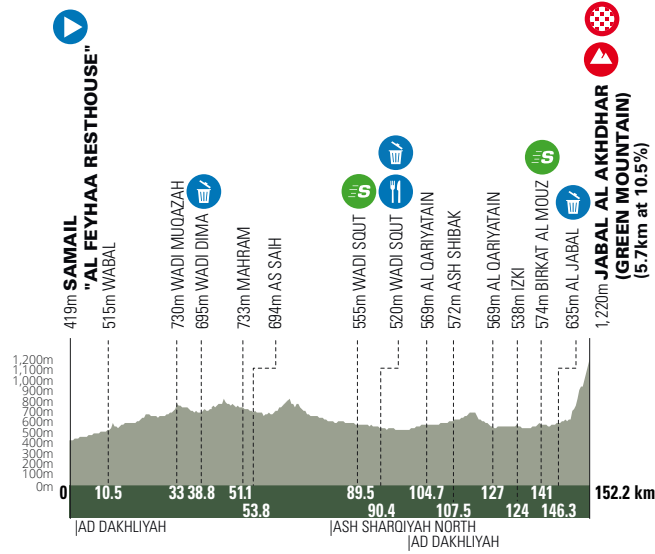 419m SAMAIL
"AL FEYHAA RESTHOUSE"
515m WABAL
730m WADI MUQAZAH
695m WADI DIMA
733m MAHRAM
694m AS SAIH
S
555m WADI SQUT
520m WADI SQUT
569m AL QARIYATAIN
572m ASH SHIBAK
569m AL QARIYATAIN
538m IZKI
S
574m BIRKAT AL MOUZ
635m AL JABAL
1,220m JABAL AL AKHDHAR
(GREEN MOUNTAIN)
(5.7km at 10.5%)
1,200m
1,100m
1,000m
900m
800m
700m
600m
500m
400m
300m
200m
100m
0m
0 10.5 33 38.8 511 89.5 104.7 127 141 152.2 km
53.8 90.4 107.5 124 146.3
|AD DAKHLIYAH |ASH SHARQIYAH NORTH
|AD DAKHLIYAH